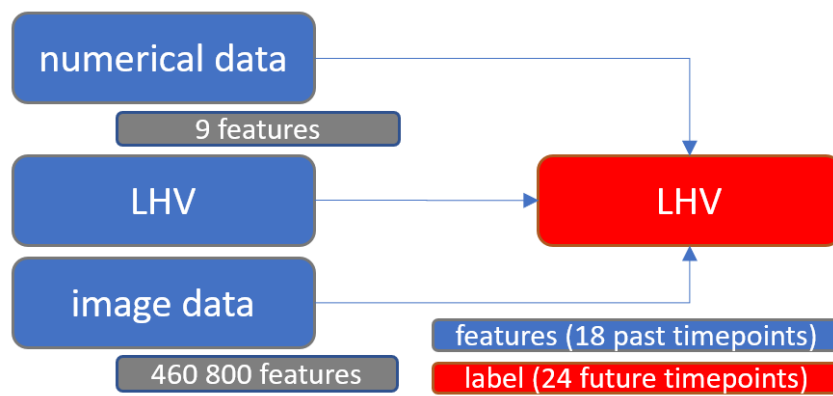 numerical data
9 features
LHV
LHV
image data
features (18 past timepoints)
460 800 features
label (24 future timepoints)